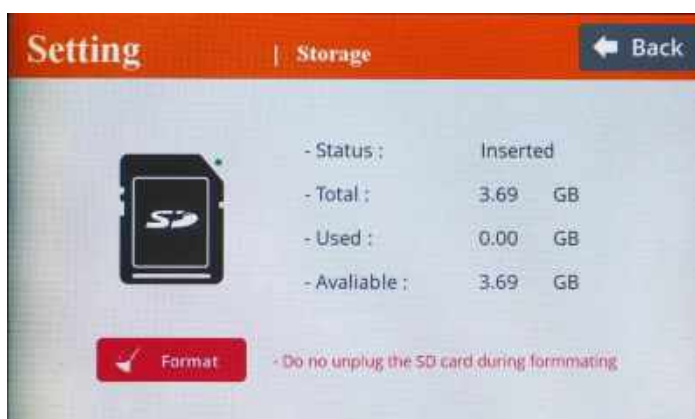 Setting | Storage Back
- Status : Inserted
- Total : 3.69 GB
SD
- Used : 0.00 GB
- Avaliable : 3.69 GB
Format - Do no unplug the SD card during formmating